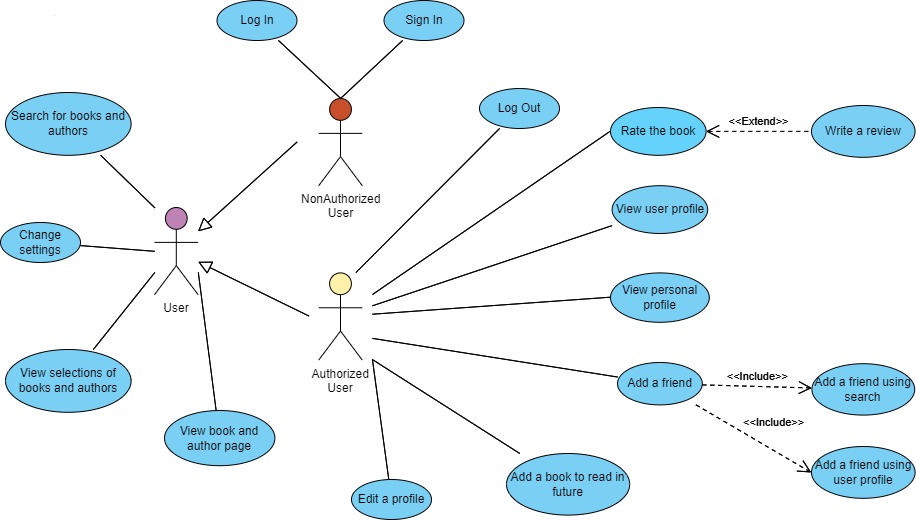 Log In
Sign In
Search for books and
authors
Log Out
Rate the book
<<Extend>>
Write a review
NonAuthorized
User
View user profile
Change
settings
User
View personal
profile
Authorized
User
View selections of
books and authors
Add a friend
<<Include>>
Add a friend using
search
<<Include>>
View book and
author page
Add a friend using
user profile
Add a book to read in
future
Edit a profile